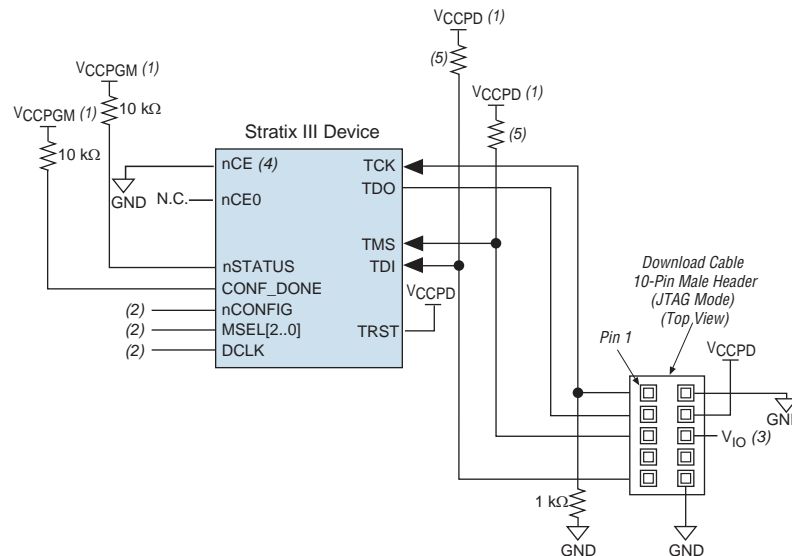 VCCPD (1)
(5)
VCCPGM (1)
10 kΩ
VCCPD (1)
(5)
VCCPGM (1)
10 kΩ
Stratix III Device
nCE (4)
TCK
GND
TDO
N.C.
nCE0
TMS
nSTATUS
TDI
CONF_DONE
VCCPD
(2)
nCONFIG
(2)
MSEL[2..0]
TRST
(2)
DCLK
Download Cable
10-Pin Male Header
(JTAG Mode)
(Top View)
Pin 1
VCCPD
GND
VIO (3)
1 kΩ
GND
GND